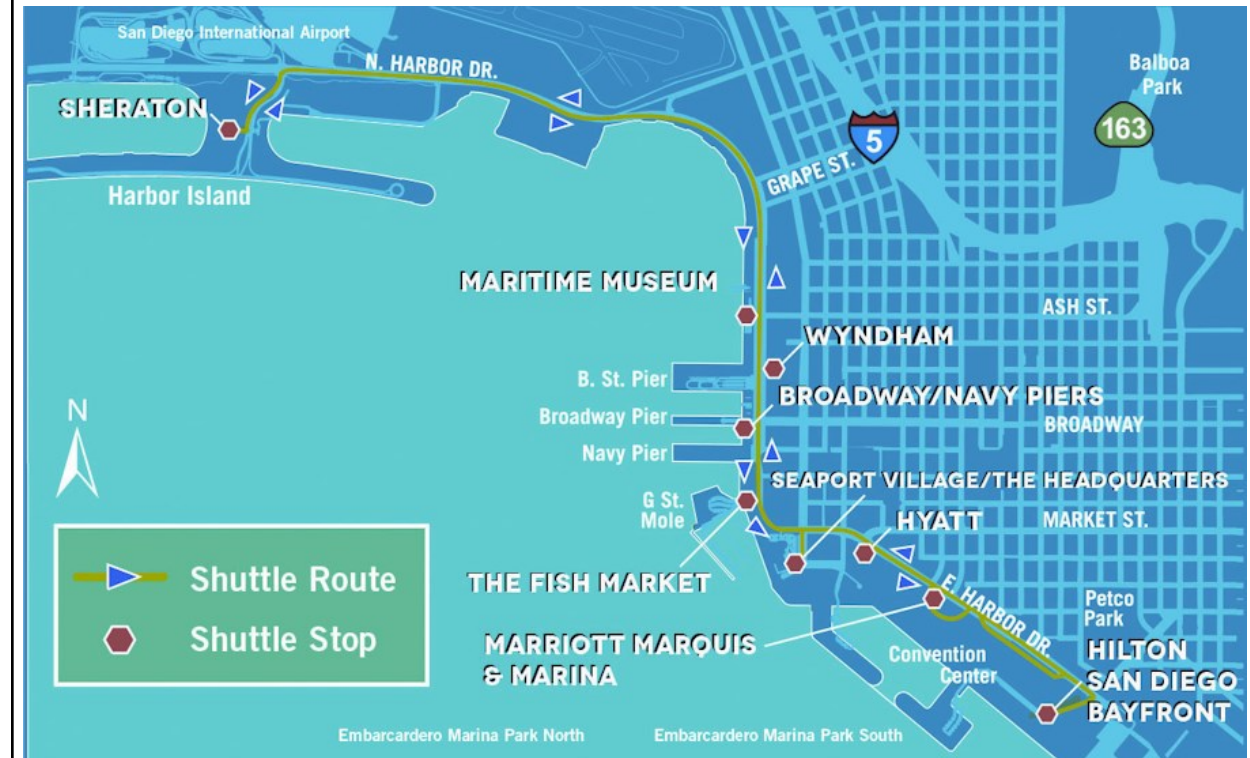 San Diego International Airport
N. HARBOR DR.
Balboa
Park
SHERATON
5
163
GRAPE ST.
Harbor Island
MARITIME MUSEUM
ASH ST.
WYNDHAM
B. St. Pier
BROADWAY/NAVY PIERS
Broadway Pier
BROADWAY
N
Navy Pier
SEAPORT VILLAGE/THE HEADQUARTERS
G St.
Mole
HYATT
MARKET ST.
Shuttle Route
THE FISH MARKET
E. HARBOR DR.
Petco
Park
Shuttle Stop
MARRIOTT MARQUIS
& MARINA
Convention
Center
HILTON
SAN DIEGO
BAYFRONT
Embarcardero Marina Park North
Embarcardero Marina Park South